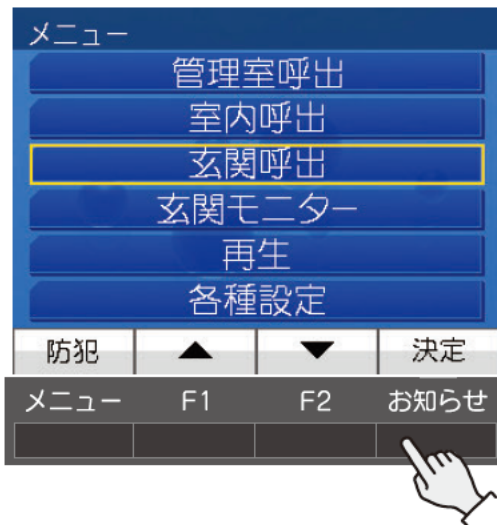 メニュー
管理室呼出
室内呼出
玄関呼出
玄関モニター
再生
各種設定
防犯 ▲ ▼ 決定
メニュー F1 F2 お知らせ